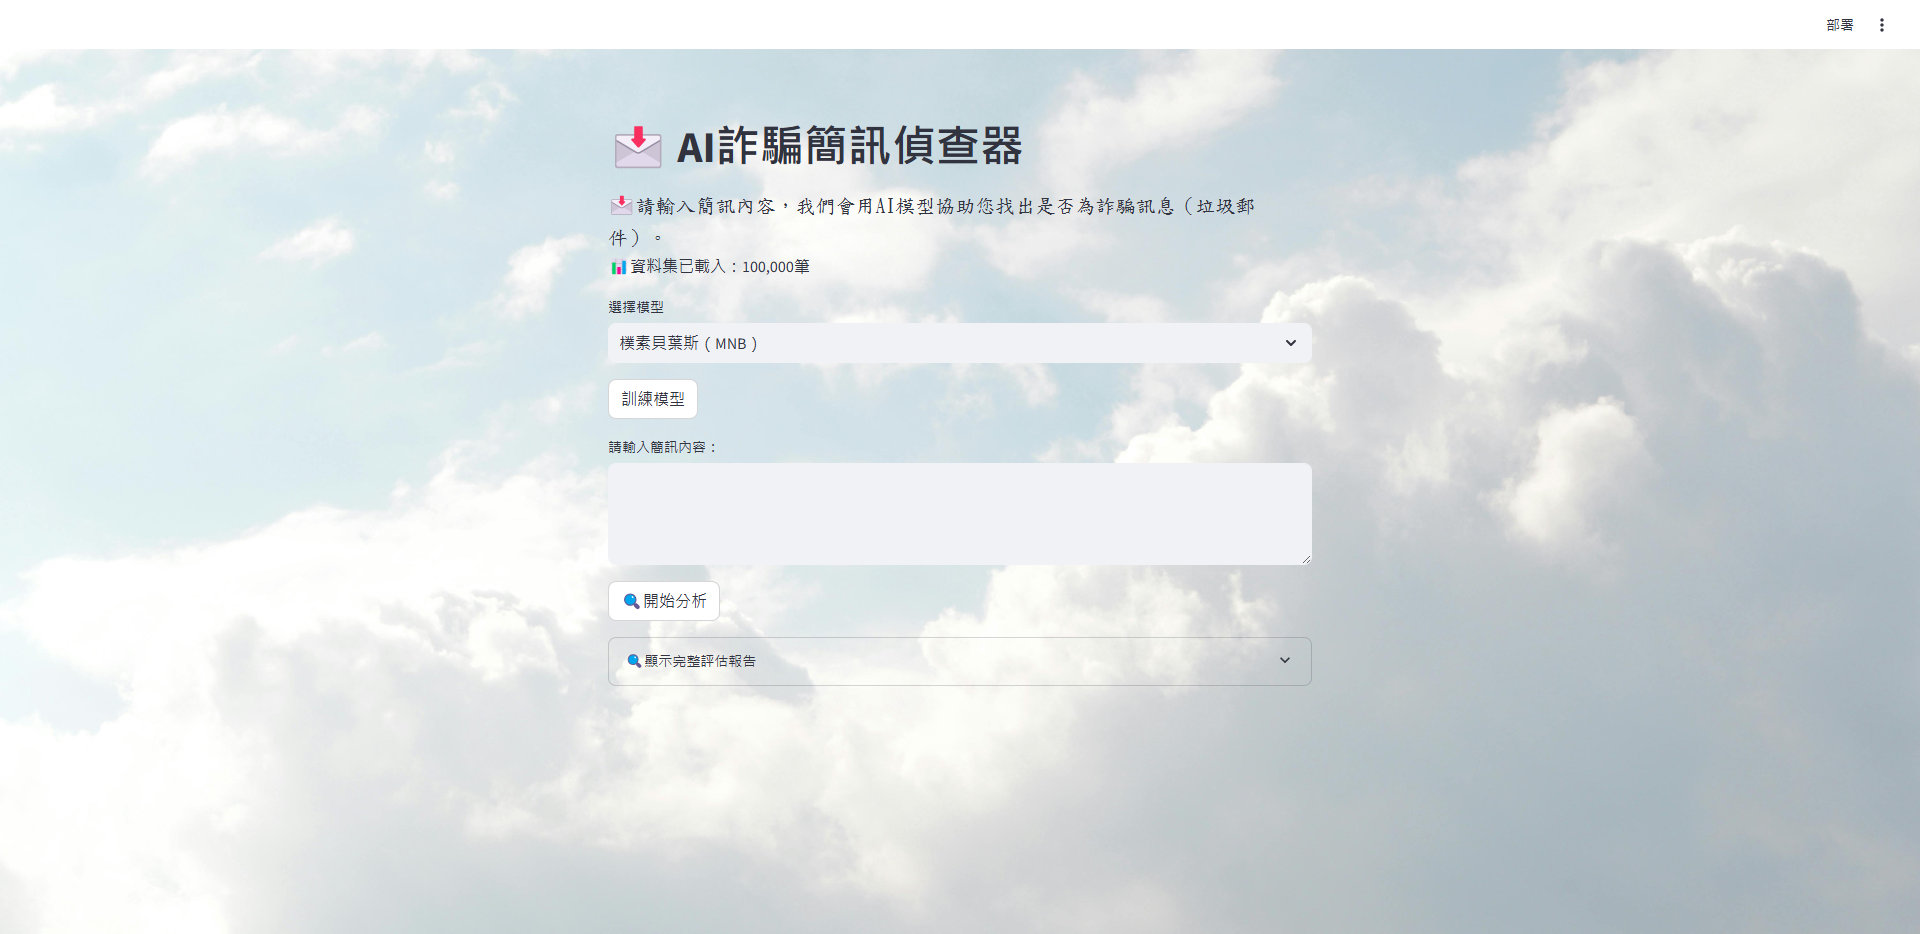 部署
AI詐騙簡訊偵查器
請輸入簡訊內容，我們會用AI模型協助您找出是否為詐騙訊息（垃圾郵
件）。
資料集已載入：100,000筆
選擇模型
樸素貝葉斯（MNB）
訓練模型
請輸入簡訊內容：
開始分析
顯示完整評估報告